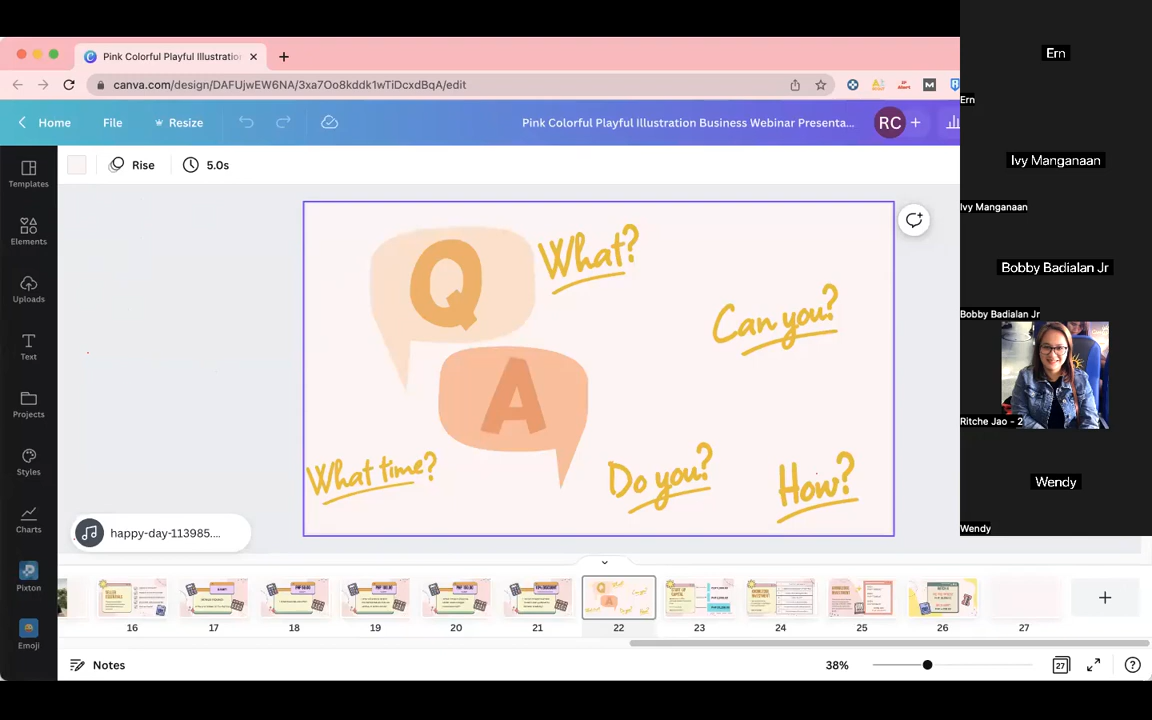 Pink Colorful Playful Illustration
canva.com/design/DAFUjwEW6NA/3xa7Oo8kddk1wTiDcxdBqA/edit
Home
File
Resize
Pink Colorful Playful Illustration Business Webinar Presenta...
RC
Rise
5.0s
Templates
Elements
Uploads
Text
Projects
Styles
Charts
Pixton
Emoji
Q
What?
Can you?
A
What time?
Do you?
How?
happy-day-113985....
16
17
18
19
20
21
22
23
24
25
26
27
Notes
38%
27
Ern
Ern
Ivy Manganaan
Ivy Manganaan
Bobby Badialan Jr
Bobby Badialan Jr
Ritche Jao - 2
Wendy
Wendy